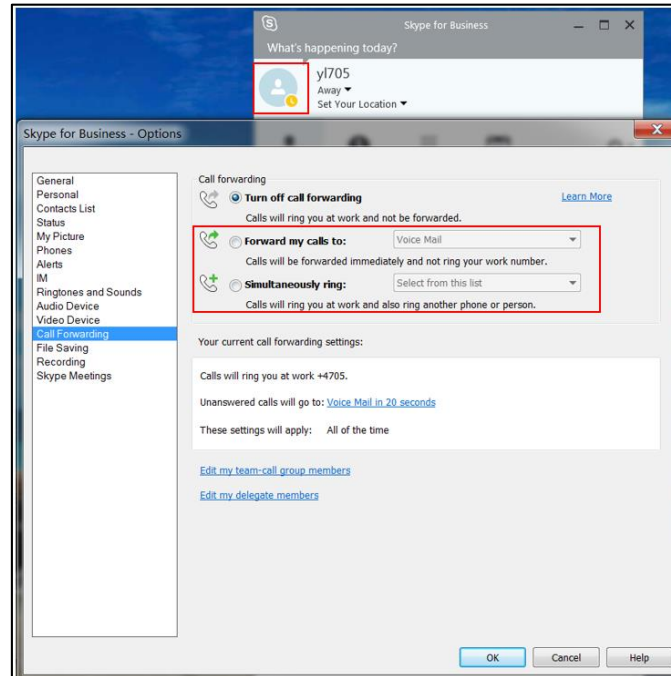 Skype for Business
What's happening today?
yl705
Away
Set Your Location
Skype for Business - Options
General
Personal
Contacts List
Status
My Picture
Phones
Alerts
IM
Ringtones and Sounds
Audio Device
Video Device
Call Forwarding
File Saving
Recording
Skype Meetings
Call forwarding
Turn off call forwarding
Learn More
Calls will ring you at work and not be forwarded.
Forward my calls to: Voice Mail
Calls will be forwarded immediately and not ring your work number.
Simultaneously ring: Select from this list
Calls will ring you at work and also ring another phone or person.
Your current call forwarding settings:
Calls will ring you at work +4705.
Unanswered calls will go to: Voice Mail in 20 seconds
These settings will apply: All of the time
Edit my team-call group members
Edit my delegate members
OK Cancel Help